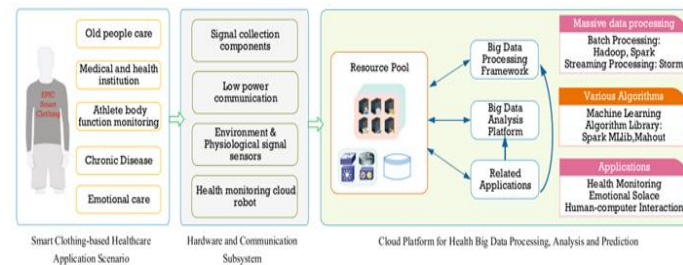 Old people care
Medical and health
institution
Athlete body
function monitoring
Chronic Disease
Emotional care
EPIC
Smart
Clothing
Smart Clothing-based Healthcare
Application Scenario
Signal collection
components
Low power
communication
Environment &
Physiological signal
sensors
Health monitoring cloud
robot
Hardware and Communication
Subsystem
Resource Pool
Big Data
Processing
Framework
Big Data
Analysis
Platform
Related
Applications
Massive data processing
Batch Processing:
Hadoop, Spark
Streaming Processing: Storm
Various Algorithms
Machine Learning
Algorithm Library:
Spark MLlib,Mahout
Applications
Health Monitoring
Emotional Solace
Human-computer Interaction
Cloud Platform for Health Big Data Processing, Analysis and Prediction